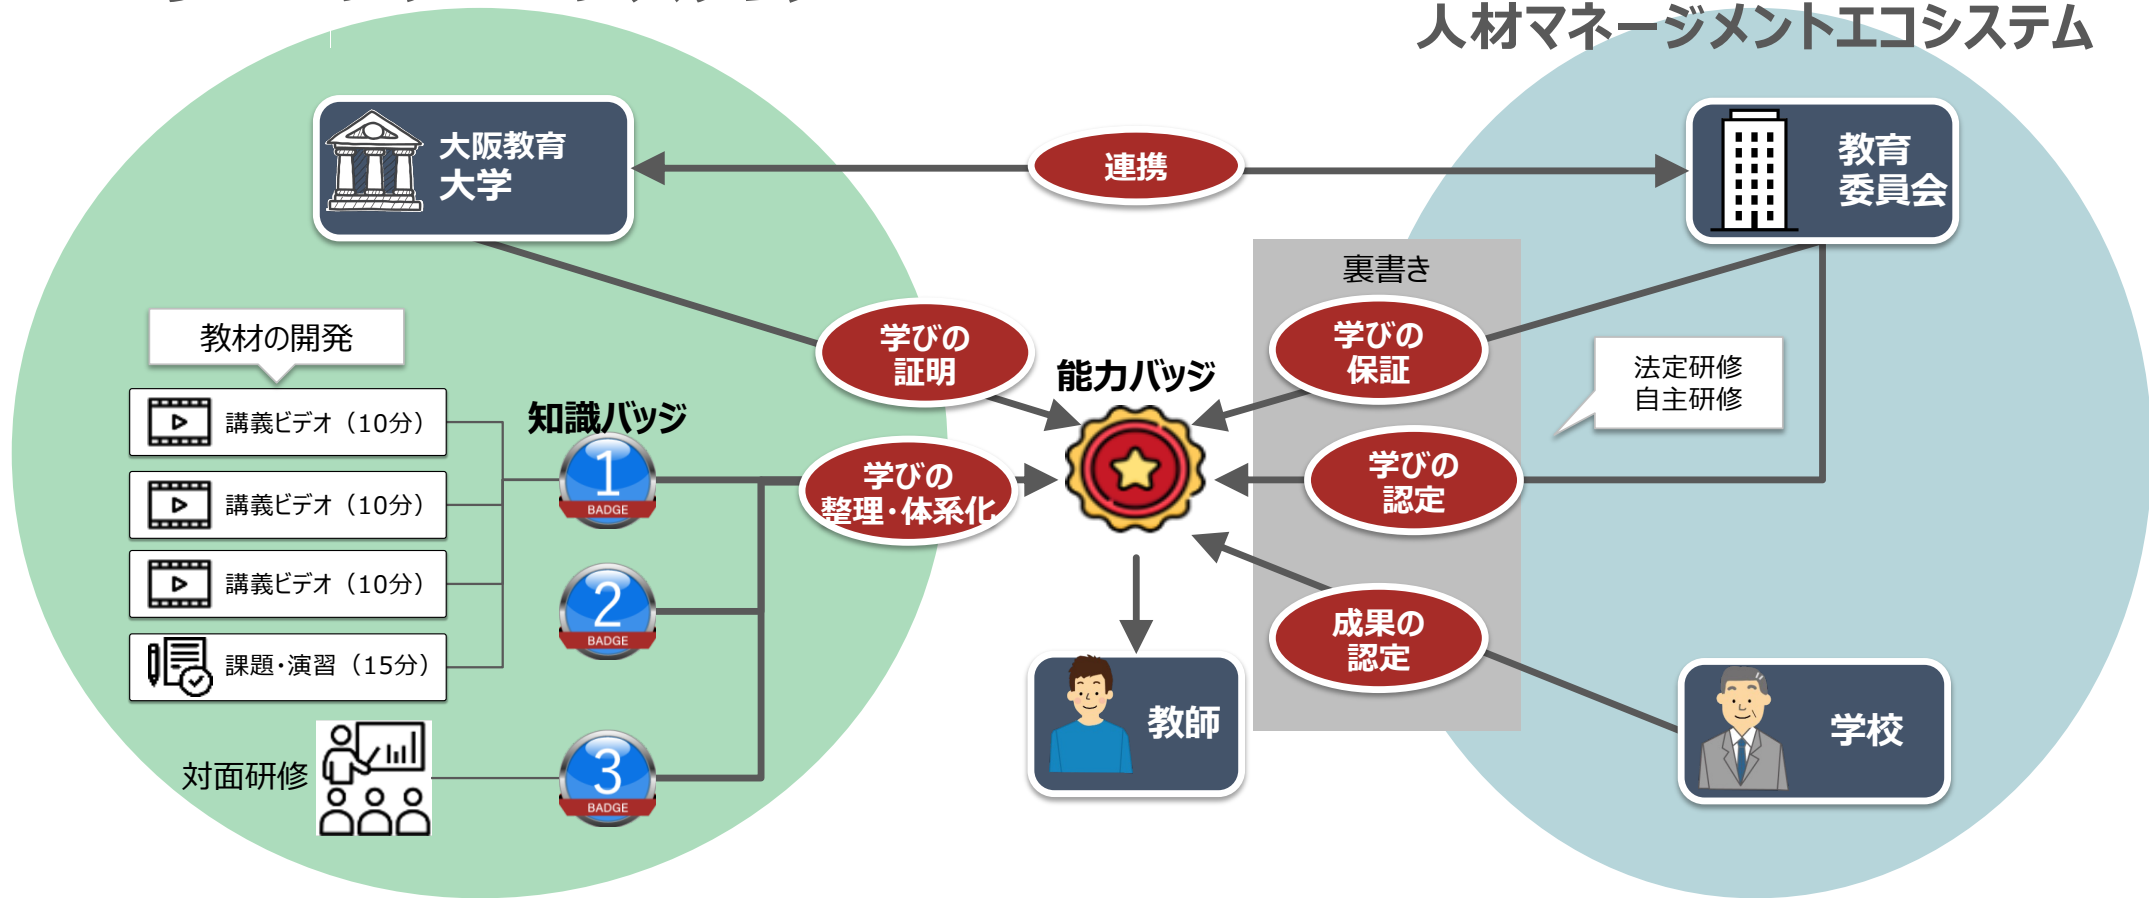 人材マネージメントエコシステム
大阪教育
大学
連携
教育
委員会
裏書き
学びの
証明
学びの
保証
教材の開発
能力バッジ
法定研修
自主研修
講義ビデオ（10分）
知識バッジ
1
BADGE
学びの
整理・体系化
学びの
認定
講義ビデオ（10分）
講義ビデオ（10分）
2
BADGE
成果の
認定
課題・演習（15分）
教師
学校
対面研修
3
BADGE